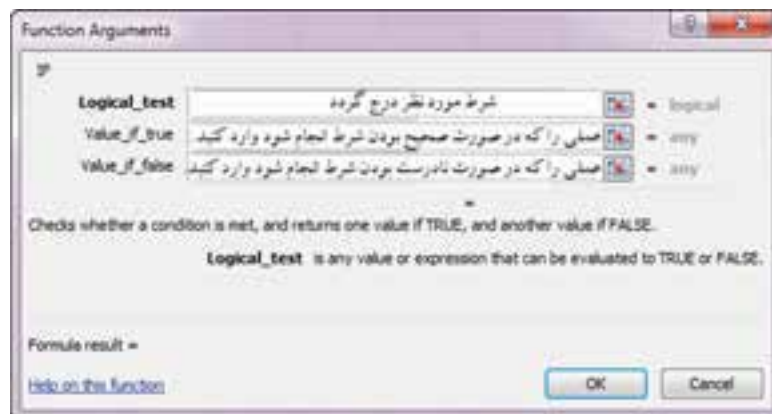 Function Arguments
IF
Logical_test شرط مورد نظر درج گردد = logical
Value_if_true عملی را که در صورت صحیح بودن شرط انجام شود وارد کنید. = any
Value_if_false عملی را که در صورت نادرست بودن شرط انجام شود وارد کنید. = any
=
Checks whether a condition is met, and returns one value if TRUE, and another value if FALSE.
Logical_test is any value or expression that can be evaluated to TRUE or FALSE.
Formula result =
Help on this function OK Cancel